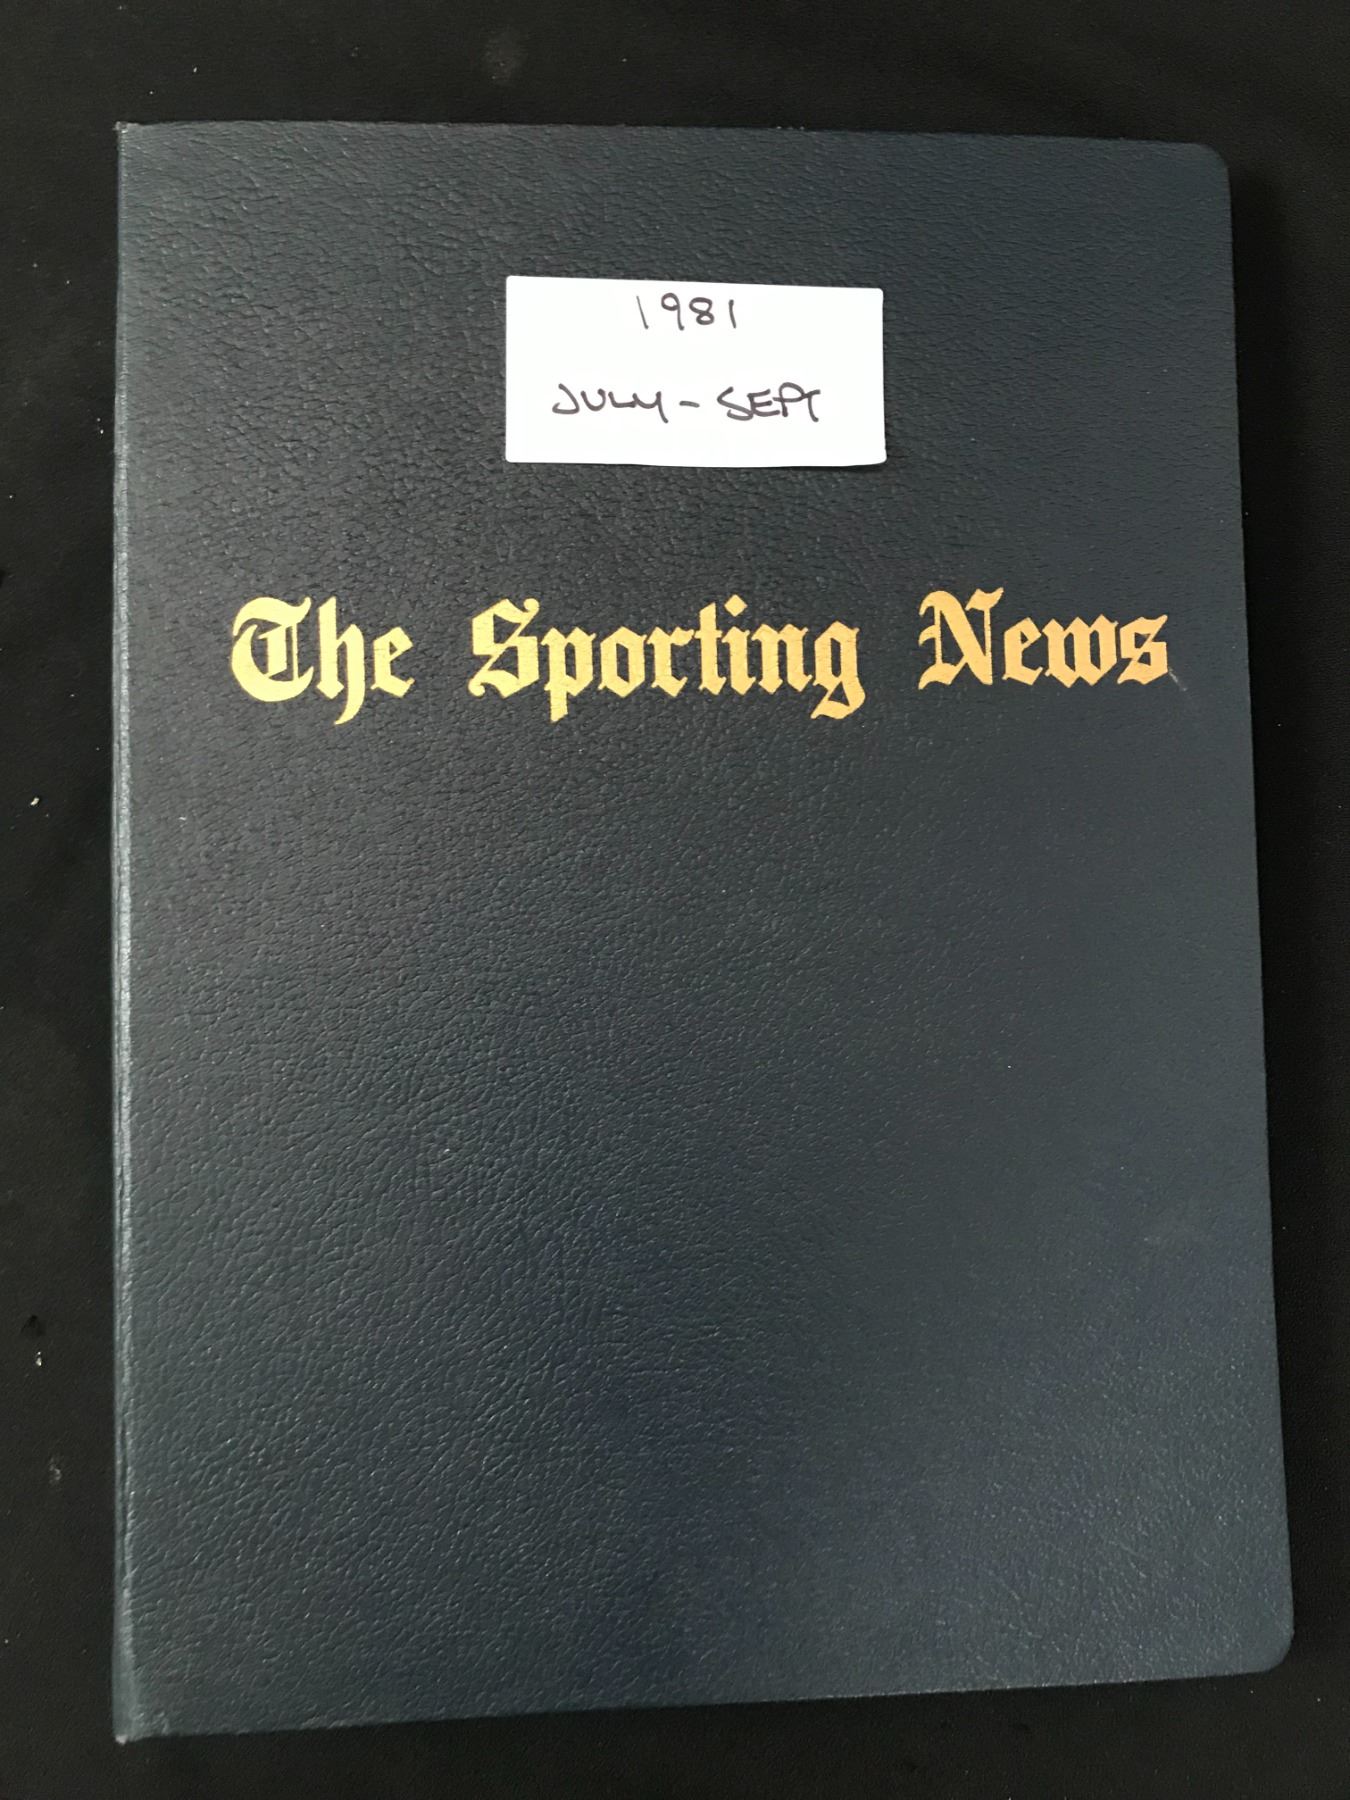 1981
JULY - SEPT
The Sporting News